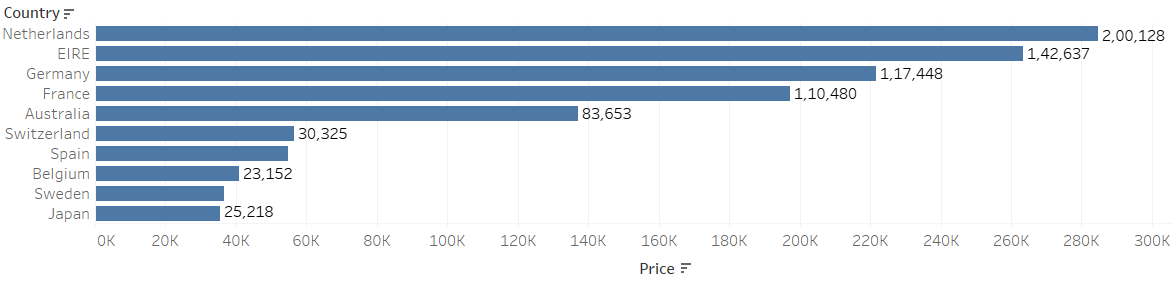 Country
Netherlands 2,00,128
EIRE 1,42,637
Germany 1,17,448
France 1,10,480
Australia 83,653
Switzerland 30,325
Spain
Belgium 23,152
Sweden
Japan 25,218
0K 20K 40K 60K 80K 100K 120K 140K 160K 180K 200K 220K 240K 260K 280K 300K
Price